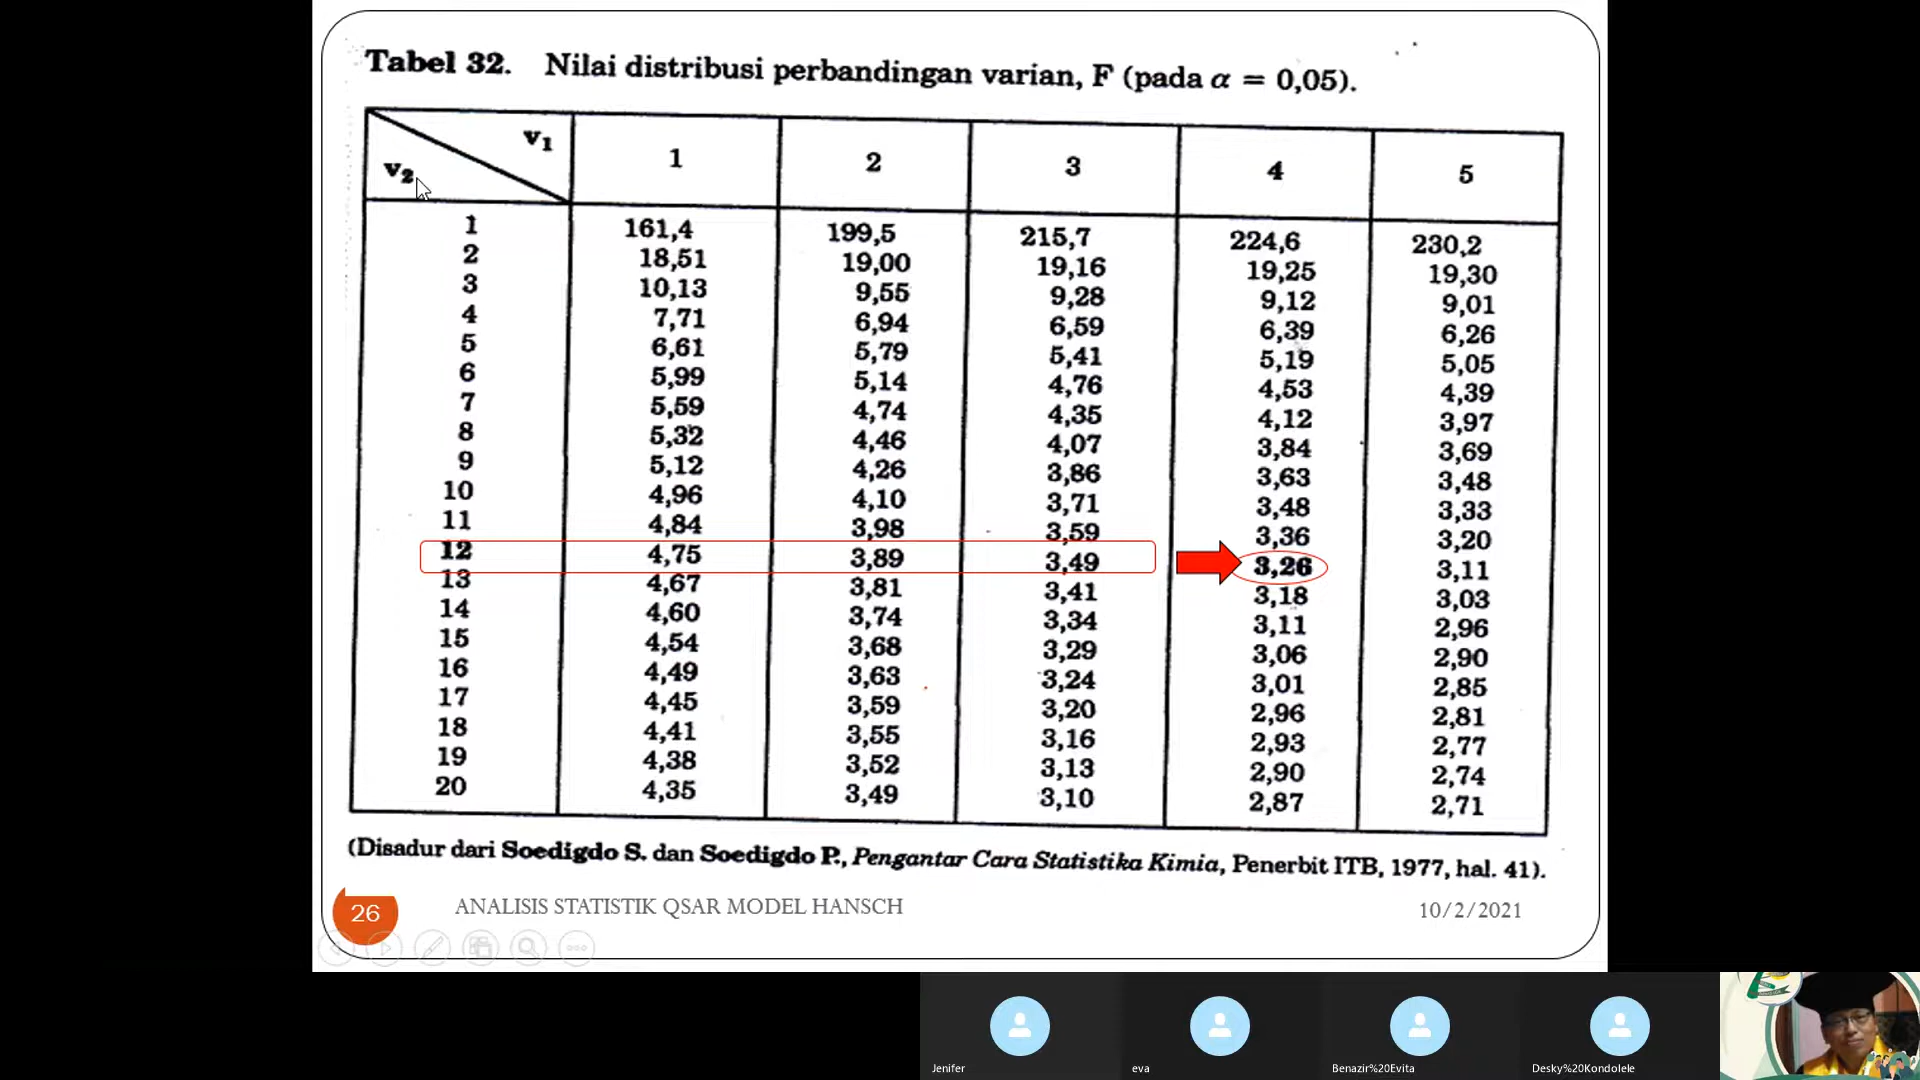 Tabel 32. Nilai distribusi perbandingan varian, F (pada α = 0,05).
v₁
v₂ 1 2 3 4 5
1 161,4 199,5 215,7 224,6 230,2
2 18,51 19,00 19,16 19,25 19,30
3 10,13 9,55 9,28 9,12 9,01
4 7,71 6,94 6,59 6,39 6,26
5 6,61 5,79 5,41 5,19 5,05
6 5,99 5,14 4,76 4,53 4,39
7 5,59 4,74 4,35 4,12 3,97
8 5,32 4,46 4,07 3,84 3,69
9 5,12 4,26 3,86 3,63 3,48
10 4,96 4,10 3,71 3,48 3,33
11 4,84 3,98 3,59 3,36 3,20
12 4,75 3,89 3,49 3,26 3,11
13 4,67 3,81 3,41 3,18 3,03
14 4,60 3,74 3,34 3,11 2,96
15 4,54 3,68 3,29 3,06 2,90
16 4,49 3,63 3,24 3,01 2,85
17 4,45 3,59 3,20 2,96 2,81
18 4,41 3,55 3,16 2,93 2,77
19 4,38 3,52 3,13 2,90 2,74
20 4,35 3,49 3,10 2,87 2,71
(Disadur dari Soedigdo S. dan Soedigdo P., Pengantar Cara Statistika Kimia, Penerbit ITB, 1977, hal. 41).
26 ANALISIS STATISTIK QSAR MODEL HANSCH 10/2/2021
Jenifer eva Benazir%20Evita Desky%20Kondolele